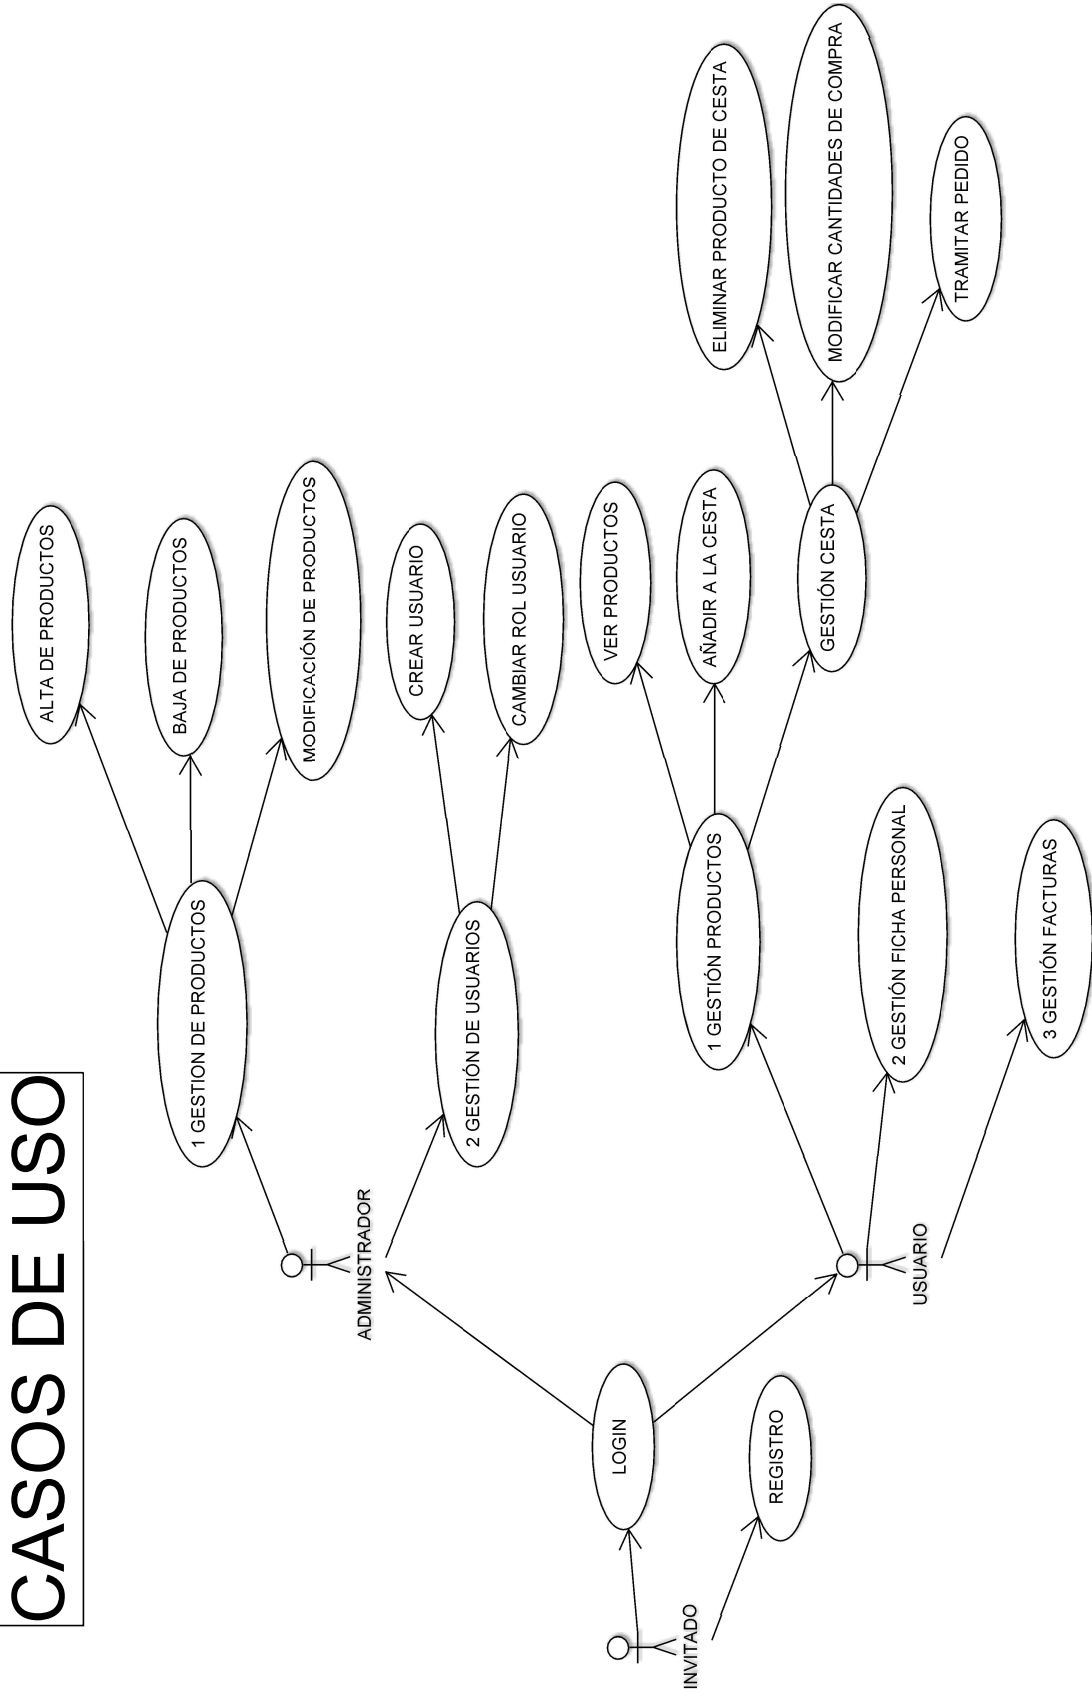 CASOS DE USO
ALTA DE PRODUCTOS
BAJA DE PRODUCTOS
MODIFICACIÓN DE PRODUCTOS
1 GESTION DE PRODUCTOS
CREAR USUARIO
CAMBIAR ROL USUARIO
2 GESTIÓN DE USUARIOS
ADMINISTRADOR
VER PRODUCTOS
AÑADIR A LA CESTA
GESTIÓN CESTA
ELIMINAR PRODUCTO DE CESTA
MODIFICAR CANTIDADES DE COMPRA
TRAMITAR PEDIDO
1 GESTIÓN PRODUCTOS
2 GESTIÓN FICHA PERSONAL
3 GESTIÓN FACTURAS
USUARIO
LOGIN
REGISTRO
INVITADO